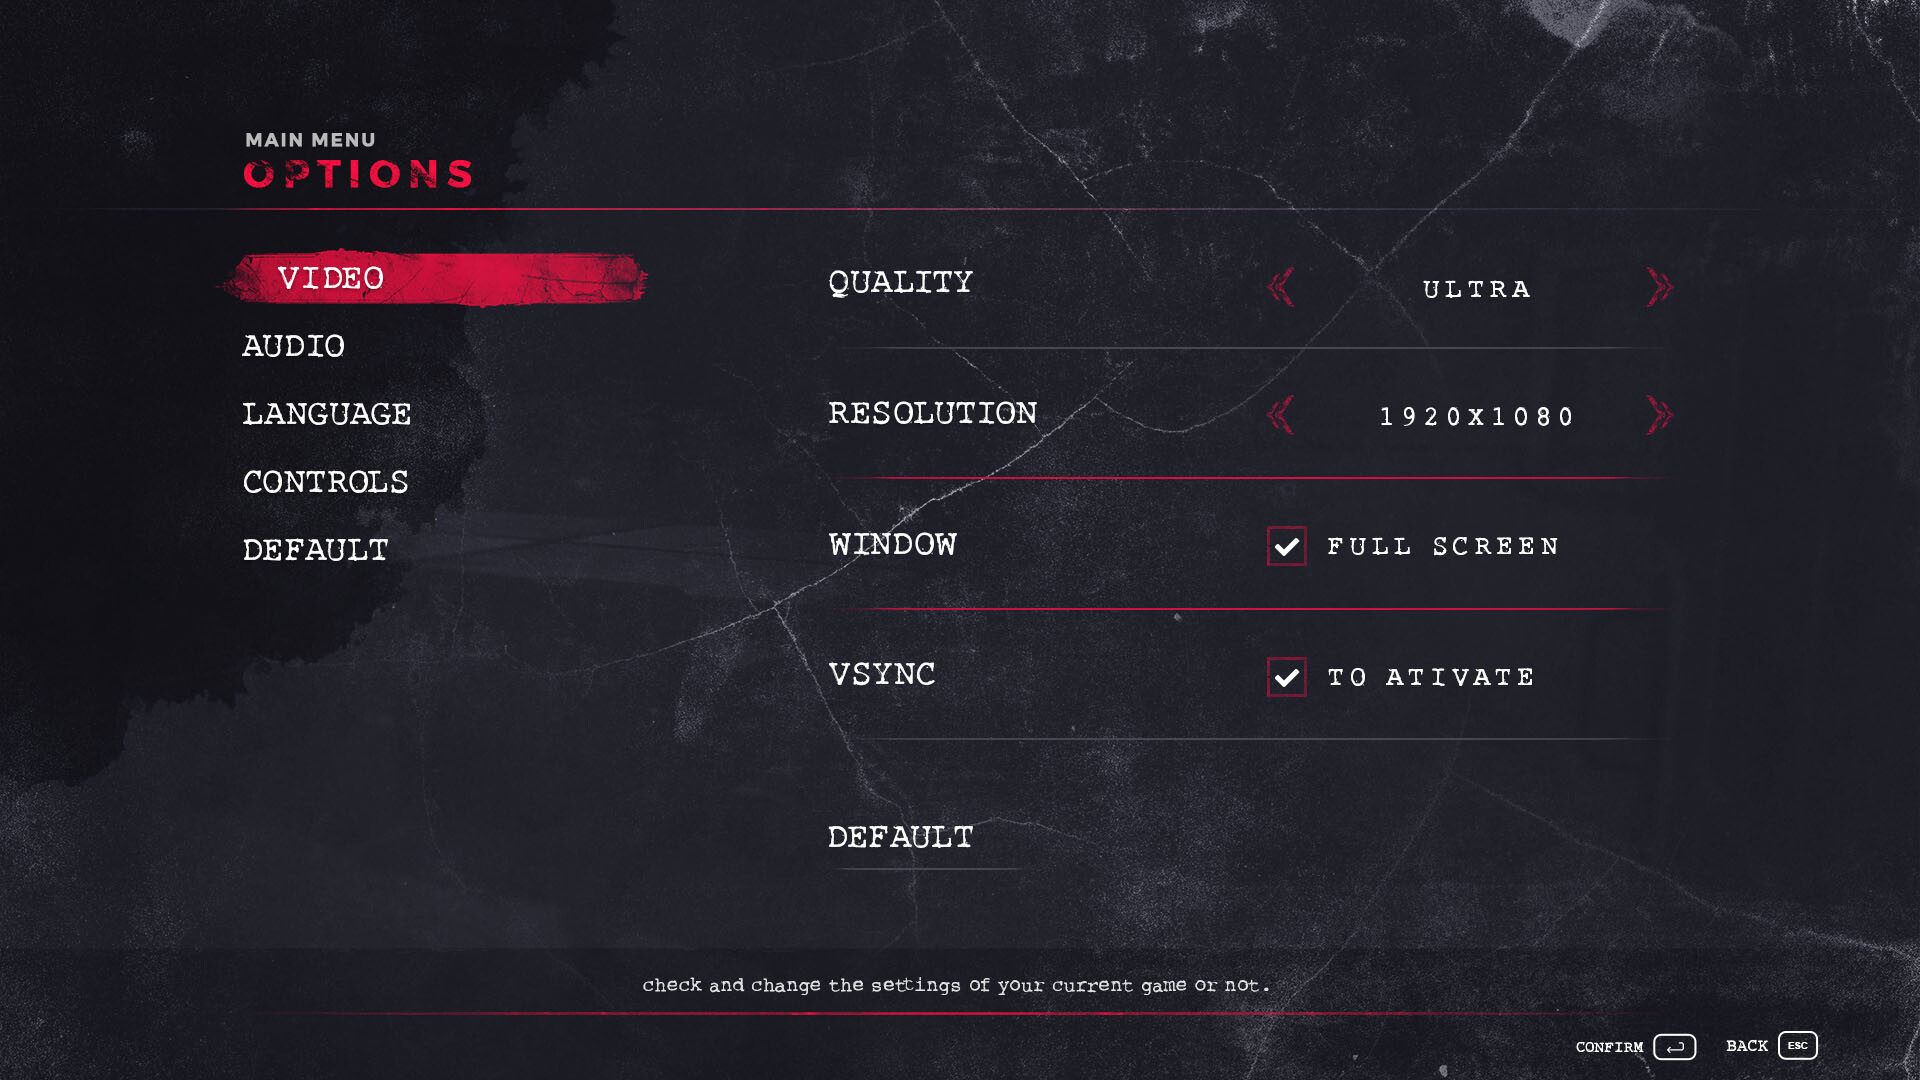 MAIN MENU
OPTIONS
VIDEO
AUDIO
LANGUAGE
CONTROLS
DEFAULT
QUALITY
ULTRA
RESOLUTION
1920X1080
WINDOW
FULL SCREEN
VSYNC
TO ATIVATE
DEFAULT
check and change the settings of your current game or not.
CONFIRM
BACK ESC